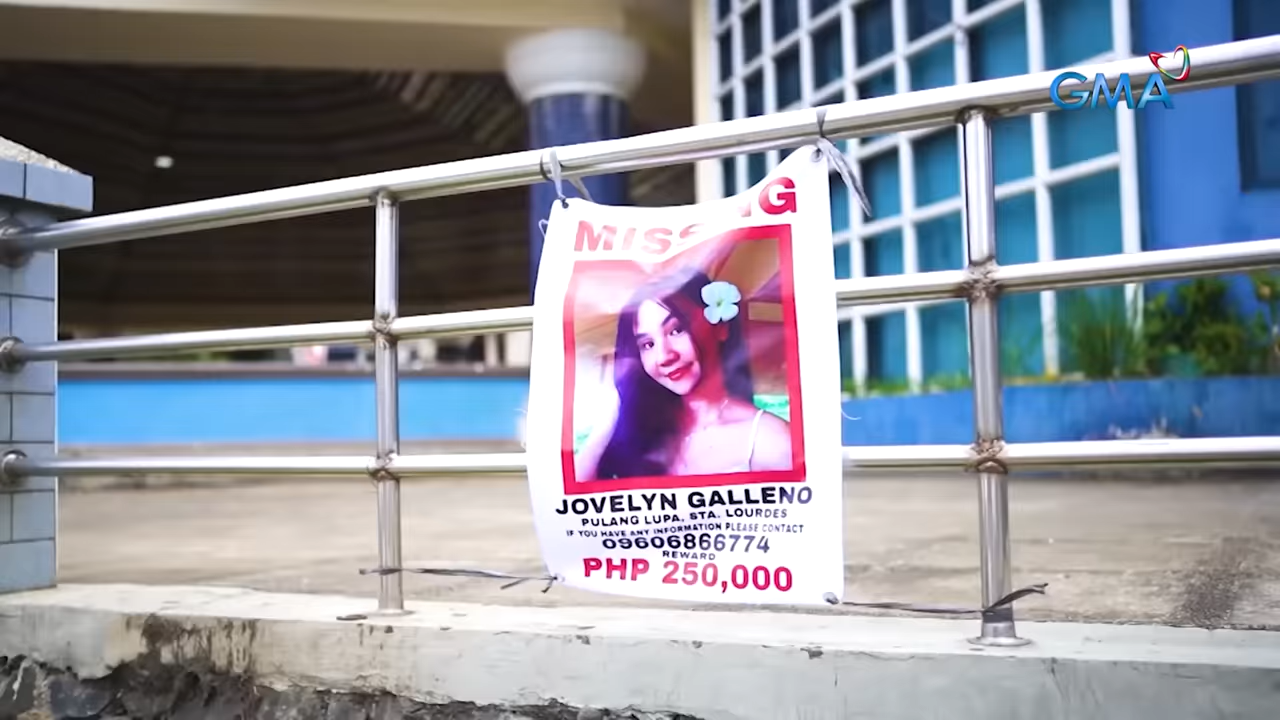 GMA
MISSING
JOVELYN GALLENO
PULANG LUPA, STA. LOURDES
IF YOU HAVE ANY INFORMATION PLEASE CONTACT
09606866774
REWARD
PHP 250,000